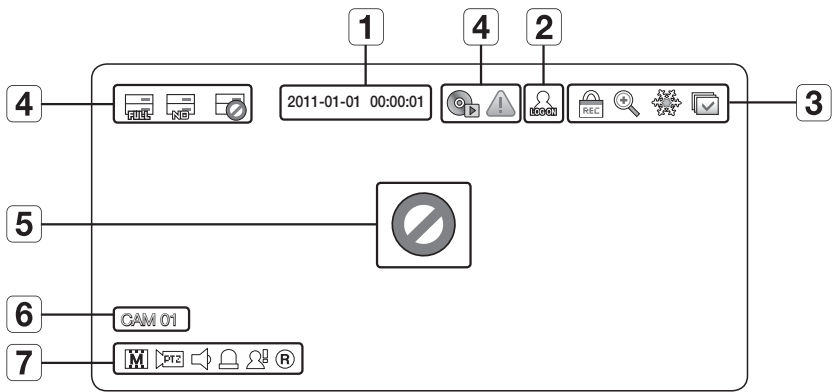 1 4 2
4 FULL ND 2011-01-01 00:00:01 LOG ON REC 3
5
6 CAM 01
7 M PTZ R